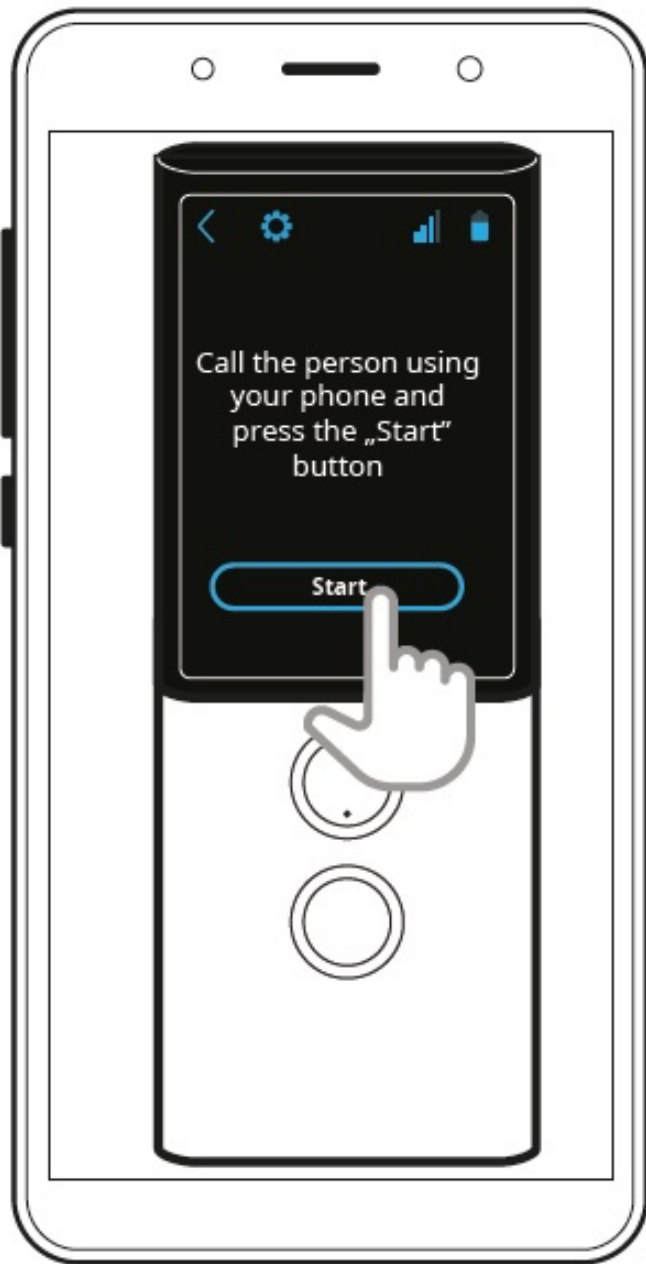 Call the person using
your phone and
press the „Start”
button
Start